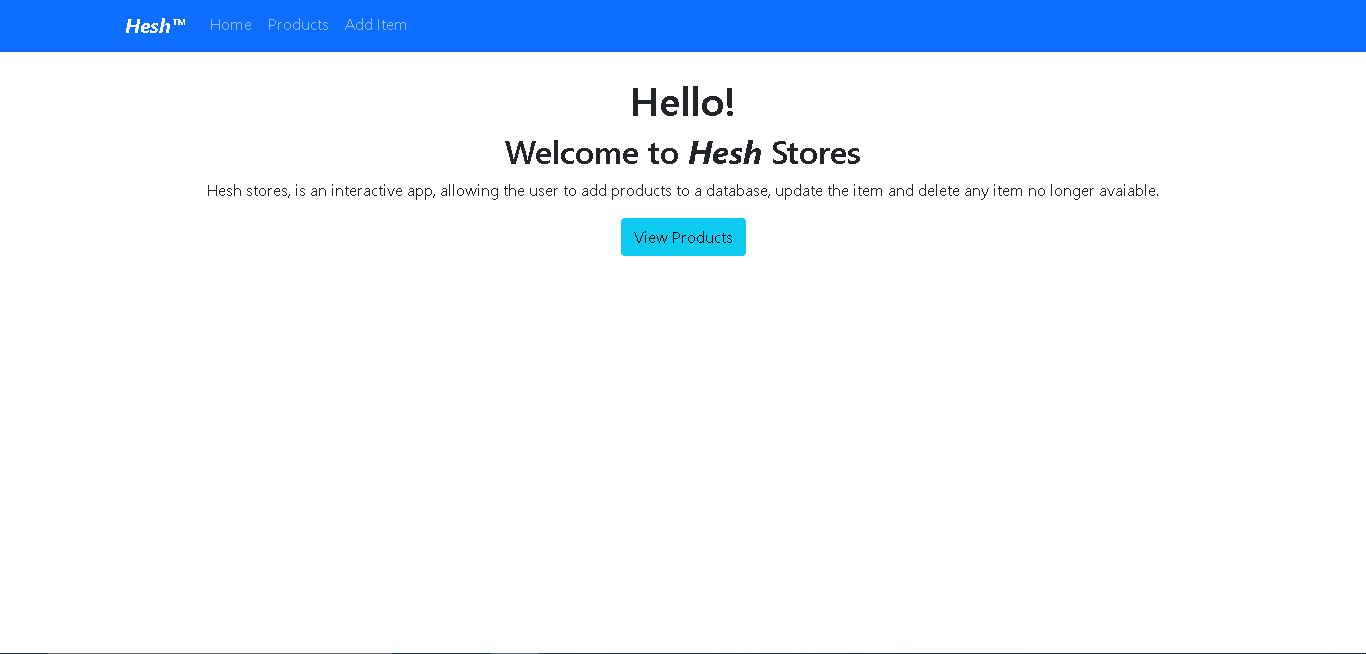 Hesh™ Home Products Add Item
Hello!
Welcome to Hesh Stores
Hesh stores, is an interactive app, allowing the user to add products to a database, update the item and delete any item no longer avaiable.
View Products